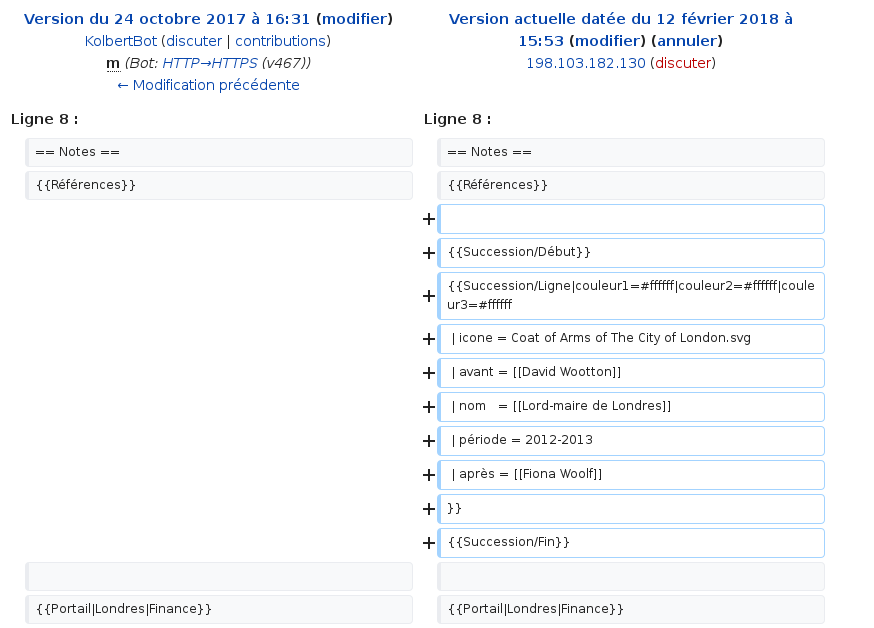 Version du 24 octobre 2017 à 16:31 (modifier)
KolbertBot (discuter | contributions)
m (Bot: HTTP→HTTPS (v467))
← Modification précédente
Version actuelle datée du 12 février 2018 à
15:53 (modifier) (annuler)
198.103.182.130 (discuter)
Ligne 8 :
Ligne 8 :
== Notes ==
== Notes ==
{{Références}}
{{Références}}
+
+ {{Succession/Début}}
+ {{Succession/Ligne|couleur1=#ffffff|couleur2=#ffffff|coule
ur3=#ffffff
+ | icone = Coat of Arms of The City of London.svg
+ | avant = [[David Wootton]]
+ | nom   = [[Lord-maire de Londres]]
+ | période = 2012-2013
+ | après = [[Fiona Woolf]]
+ }}
+ {{Succession/Fin}}
{{Portail|Londres|Finance}}
{{Portail|Londres|Finance}}